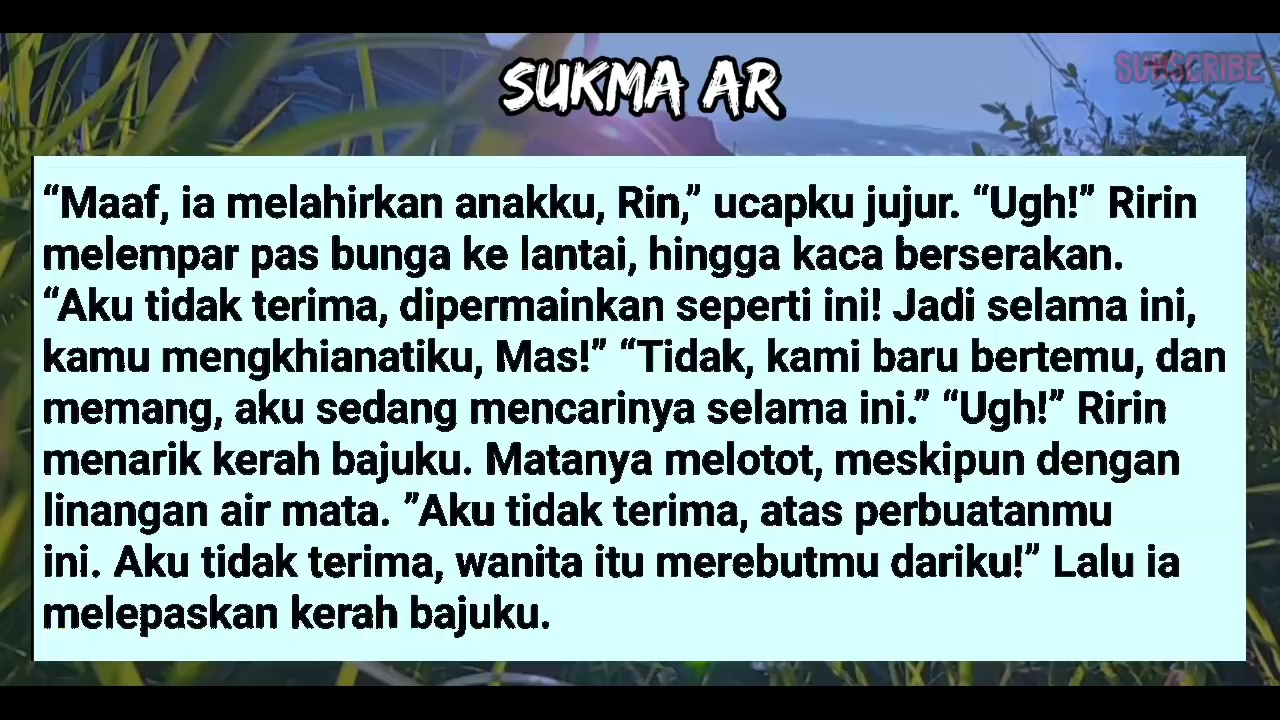 SUKMA AR
SUBSCRIBE
“Maaf, ia melahirkan anakku, Rin,” ucapku jujur. “Ugh!” Ririn
melempar pas bunga ke lantai, hingga kaca berserakan.
“Aku tidak terima, dipermainkan seperti ini! Jadi selama ini,
kamu mengkhianatiku, Mas!” “Tidak, kami baru bertemu, dan
memang, aku sedang mencarinya selama ini.” “Ugh!” Ririn
menarik kerah bajuku. Matanya melotot, meskipun dengan
linangan air mata. ”Aku tidak terima, atas perbuatanmu
ini. Aku tidak terima, wanita itu merebutmu dariku!” Lalu ia
melepaskan kerah bajuku.